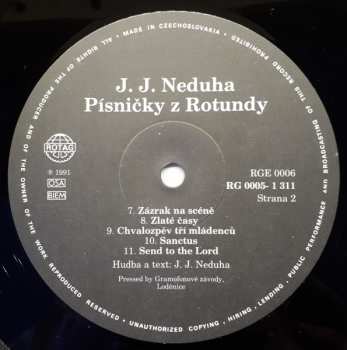 J. J. Neduha
Písničky z Rotundy
ROTAG
℗ 1991
OSA
BIEM
RGE 0006
RG 0005- 1 311
Strana 2
7. Zázrak na scéně
8. Zlaté časy
9. Chvalozpěv tří mládenců
10. Sanctus
11. Send to the Lord
Hudba a text: J. J. Neduha
Pressed by Gramofonové závody,
Loděnice
• MADE IN CZECHOSLOVAKIA • ALL RIGHTS OF THE PRODUCER AND OF THE OWNER OF THE WORK REPRODUCED RESERVED • UNAUTHORIZED COPYING, HIRING, LENDING, PUBLIC PERFORMANCE AND BROADCASTING OF THIS RECORD PROHIBITED